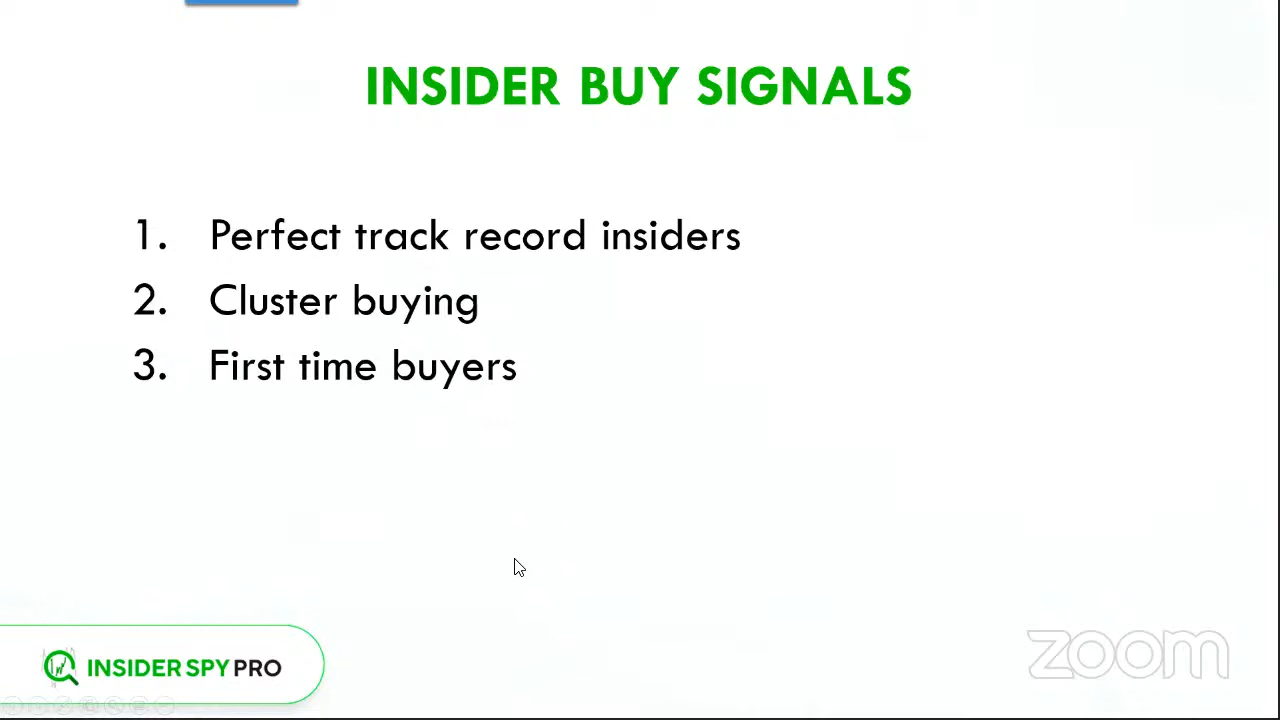 INSIDER BUY SIGNALS
1. Perfect track record insiders
2. Cluster buying
3. First time buyers
INSIDER SPY PRO
zoom